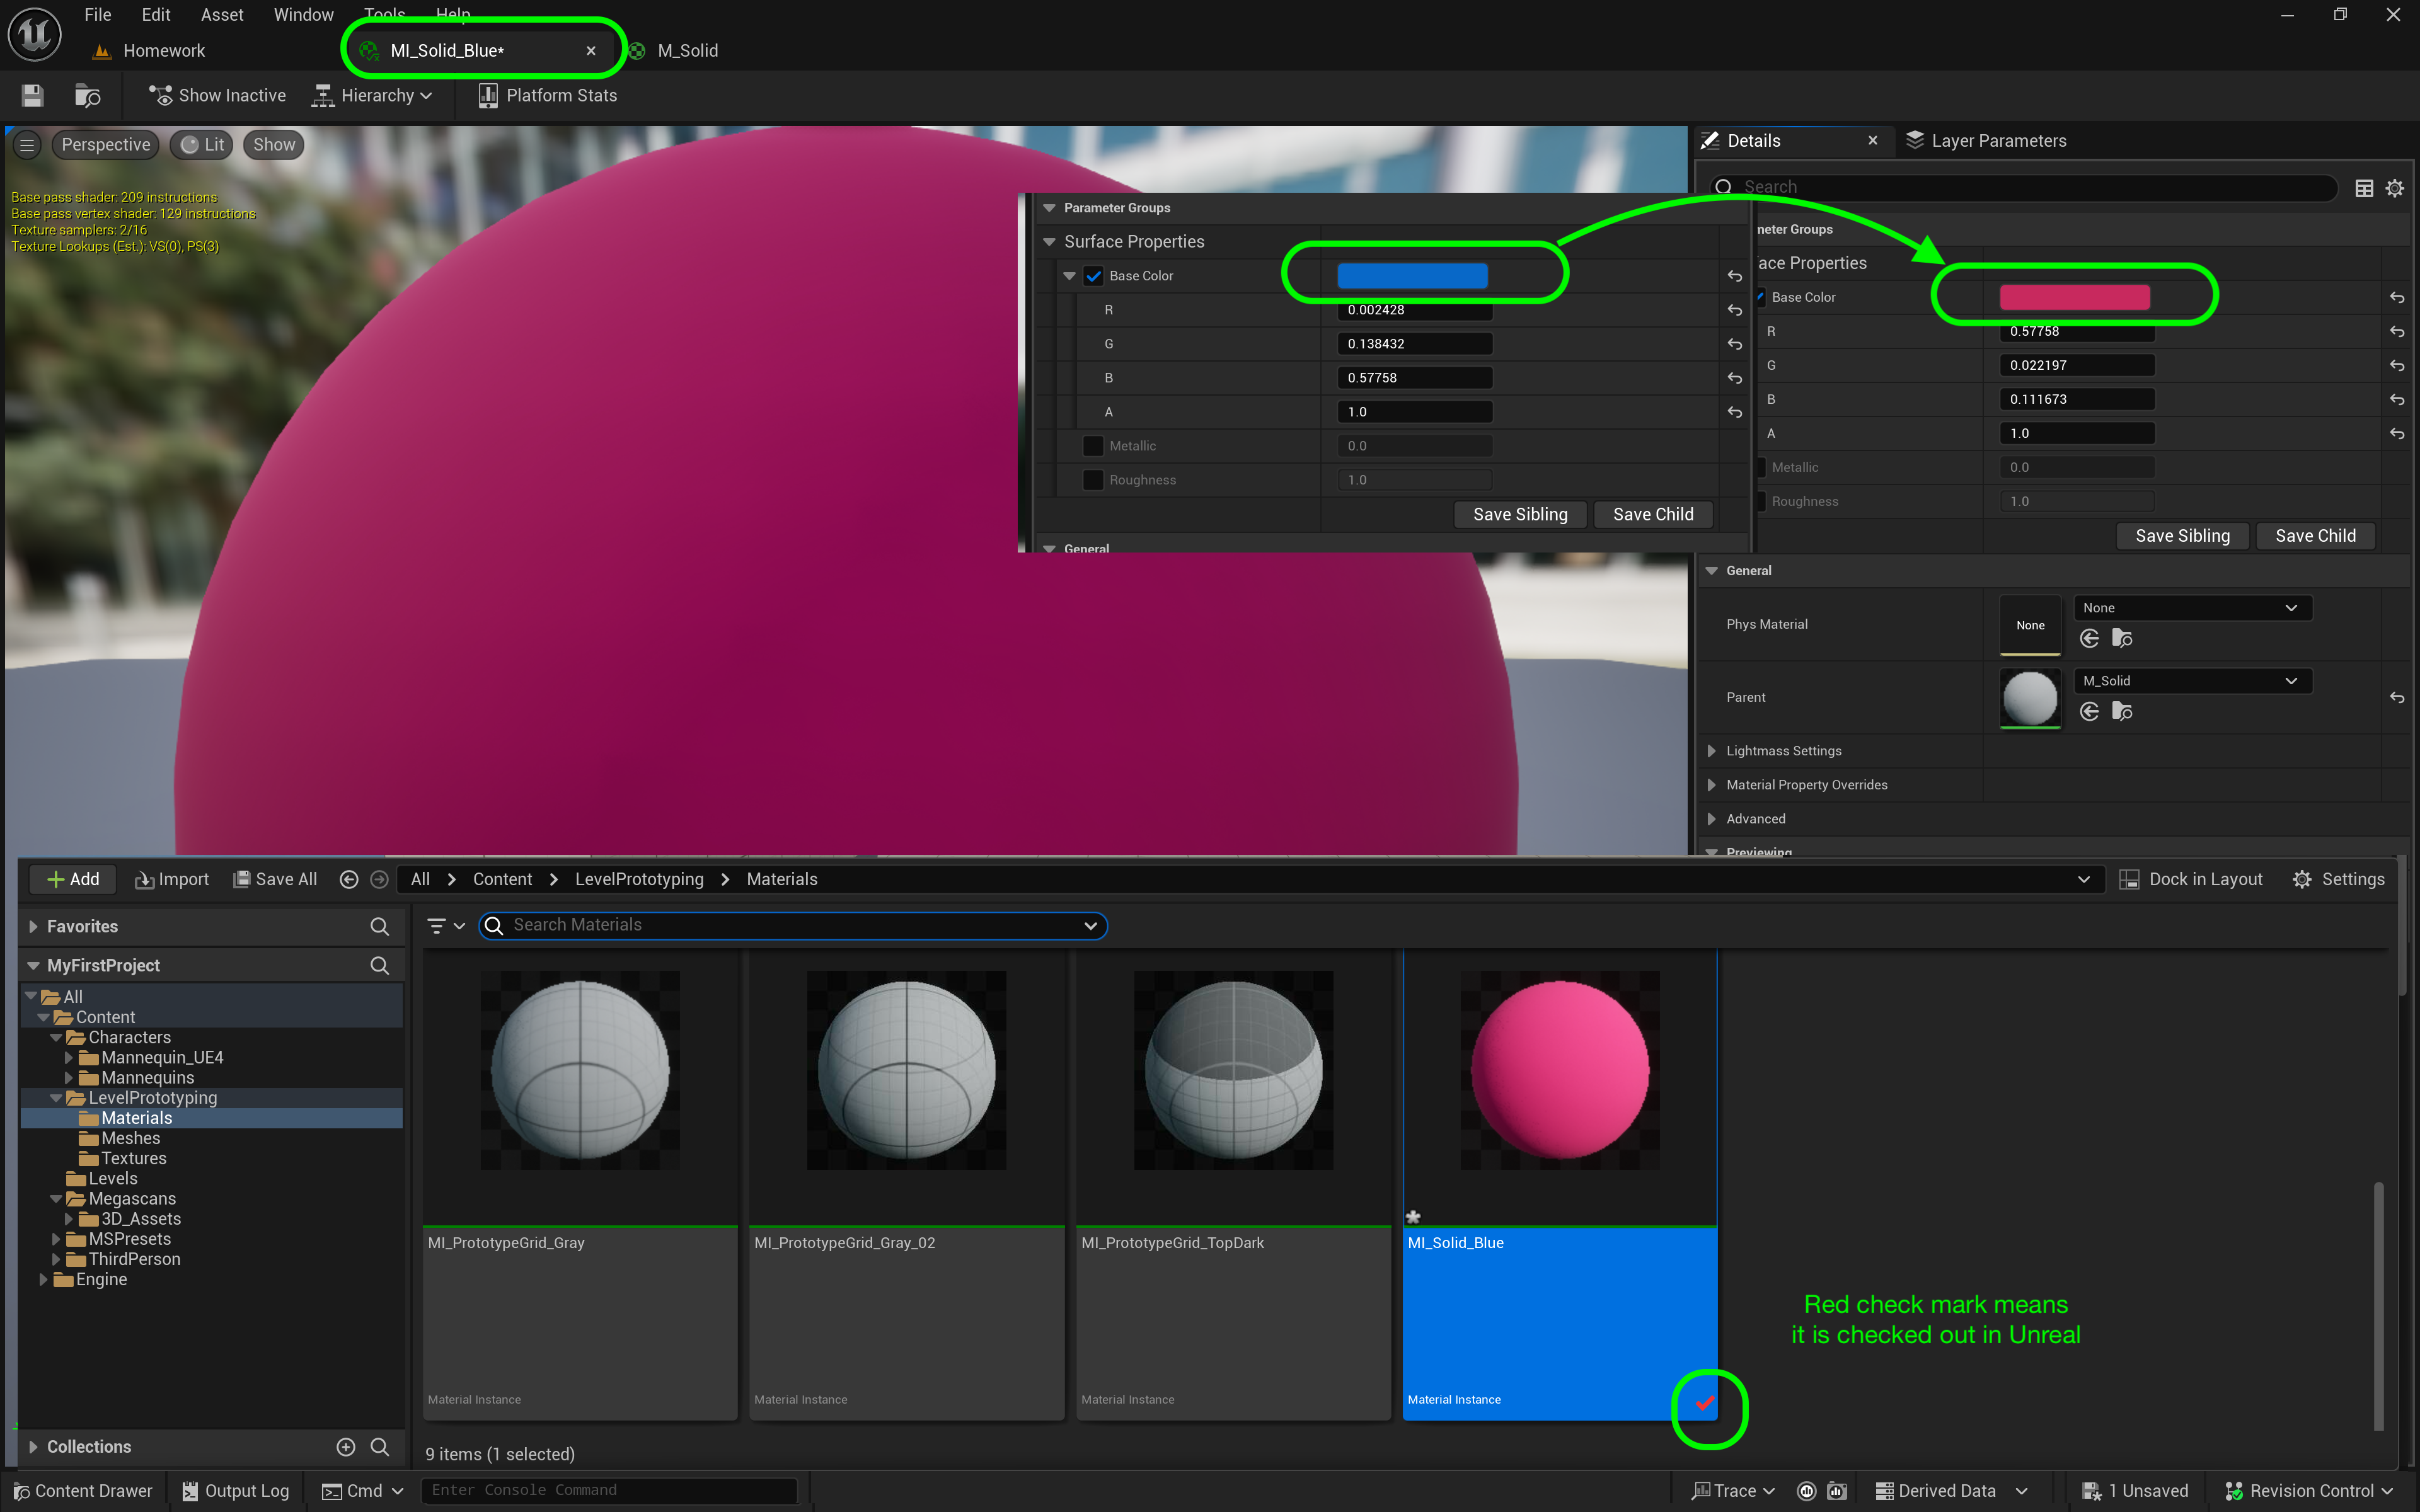 File Edit Asset Window Tools Help
Homework MI_Solid_Blue* M_Solid
Show Inactive Hierarchy Platform Stats
Perspective Lit Show
Base pass shader: 209 instructions
Base pass vertex shader: 129 instructions
Texture samplers: 2/16
Texture Lookups (Est.): VS(0), PS(3)
Parameter Groups
Surface Properties
Base Color
R 0.002428
G 0.138432
B 0.57758
A 1.0
Metallic 0.0
Roughness 1.0
Save Sibling Save Child
General
Details Layer Parameters
Search
meter Groups
ace Properties
Base Color
R 0.57758
G 0.022197
B 0.111673
A 1.0
Metallic 0.0
Roughness 1.0
Save Sibling Save Child
General
Phys Material None None
Parent M_Solid
Lightmass Settings
Material Property Overrides
Advanced
Previewing
Add Import Save All All > Content > LevelPrototyping > Materials Dock in Layout Settings
Favorites
MyFirstProject
All
Content
Characters
Mannequin_UE4
Mannequins
LevelPrototyping
Materials
Meshes
Textures
Levels
Megascans
3D_Assets
MSPresets
ThirdPerson
Engine
Collections
Search Materials
MI_PrototypeGrid_Gray
Material Instance
MI_PrototypeGrid_Gray_02
Material Instance
MI_PrototypeGrid_TopDark
Material Instance
MI_Solid_Blue
Material Instance
Red check mark means
it is checked out in Unreal
9 items (1 selected)
Content Drawer Output Log Cmd Enter Console Command Trace Derived Data 1 Unsaved Revision Control